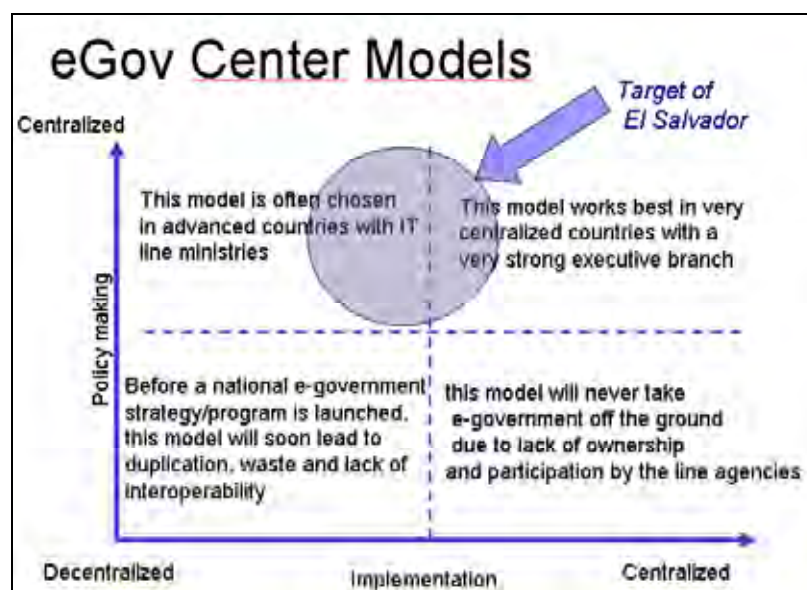 eGov Center Models
Target of
El Salvador
Centralized
This model is often chosen
in advanced countries with IT
line ministries
This model works best in very
centralized countries with a
very strong executive branch
Policy making
Before a national e-government
strategy/program is launched,
this model will soon lead to
duplication, waste and lack of
interoperability
this model will never take
e-government off the ground
due to lack of ownership
and participation by the line agencies
Decentralized
Implementation
Centralized